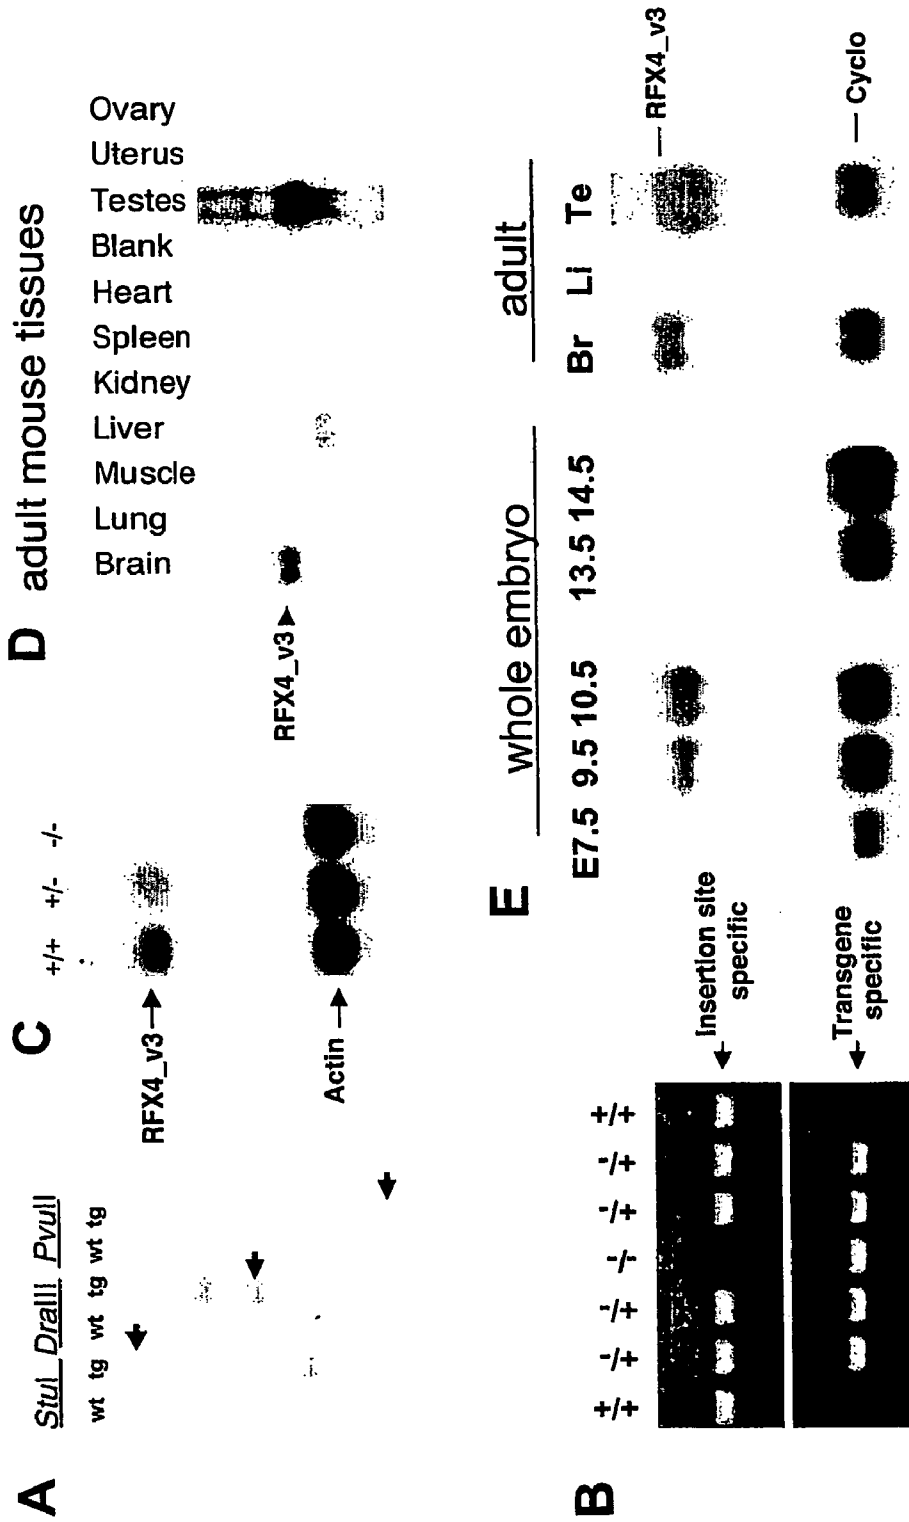 A
StuI DraIII PvuII
wt tg wt tg wt tg
B
+/+ -/+ -/+ -/- -/+ -/+ +/+
Insertion site
specific
Transgene
specific
C
+/+ +/- -/-
RFX4_v3
Actin
D adult mouse tissues
Brain
Lung
Muscle
Liver
Kidney
Spleen
Heart
Blank
Testes
Uterus
Ovary
RFX4_v3
E
whole embryo adult
E7.5 9.5 10.5 13.5 14.5 Br Li Te
RFX4_v3
Cyclo